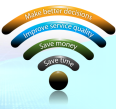 Make better decisions
Improve service quality
Save money
Save time